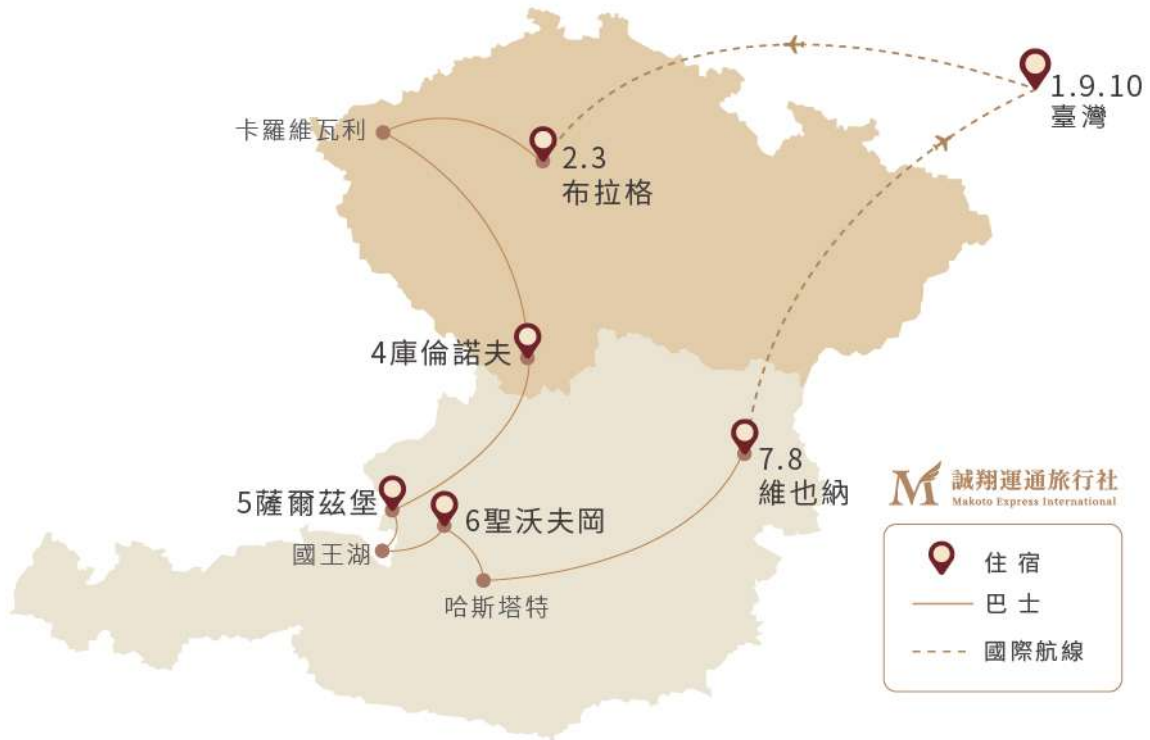 1.9.10
臺灣
卡羅維瓦利
2.3
布拉格
4庫倫諾夫
7.8
維也納
5薩爾茲堡
6聖沃夫岡
國王湖
哈斯塔特
誠翔運通旅行社
Makoto Express International
住宿
巴士
國際航線